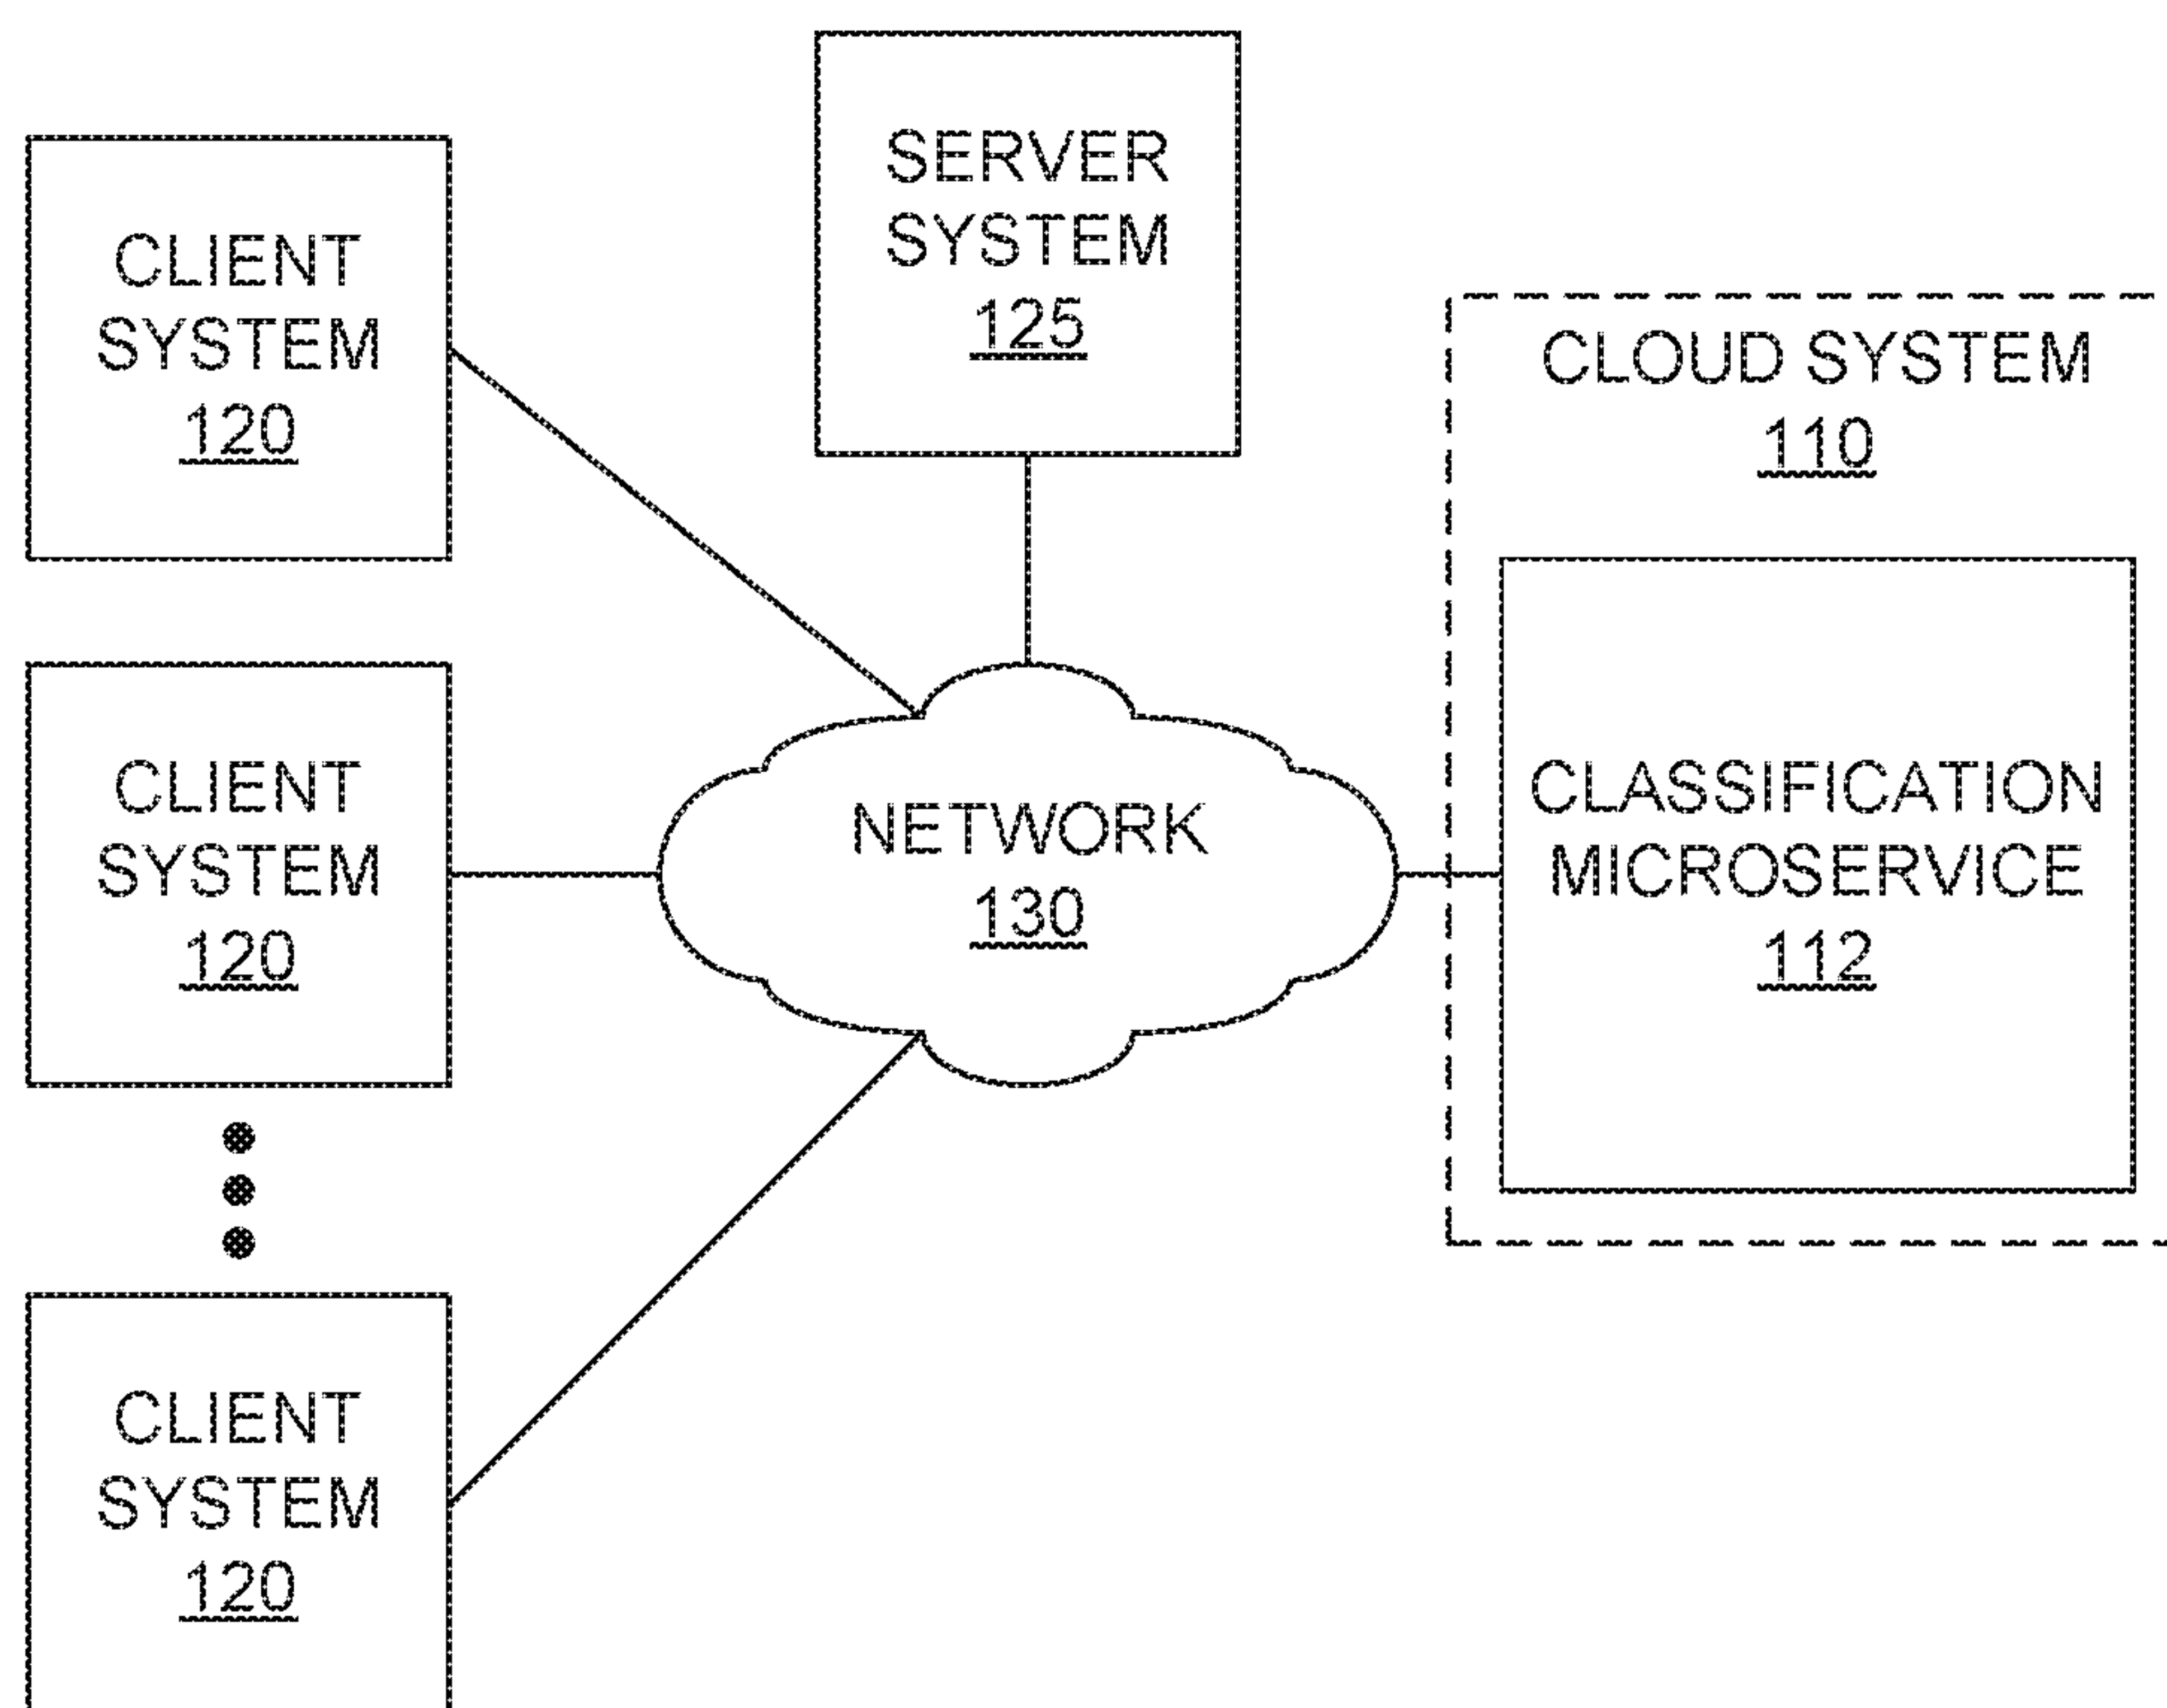 SERVER
SYSTEM
125
CLIENT
SYSTEM
120
CLOUD SYSTEM
110
CLIENT
SYSTEM
120
NETWORK
130
CLASSIFICATION
MICROSERVICE
112
CLIENT
SYSTEM
120